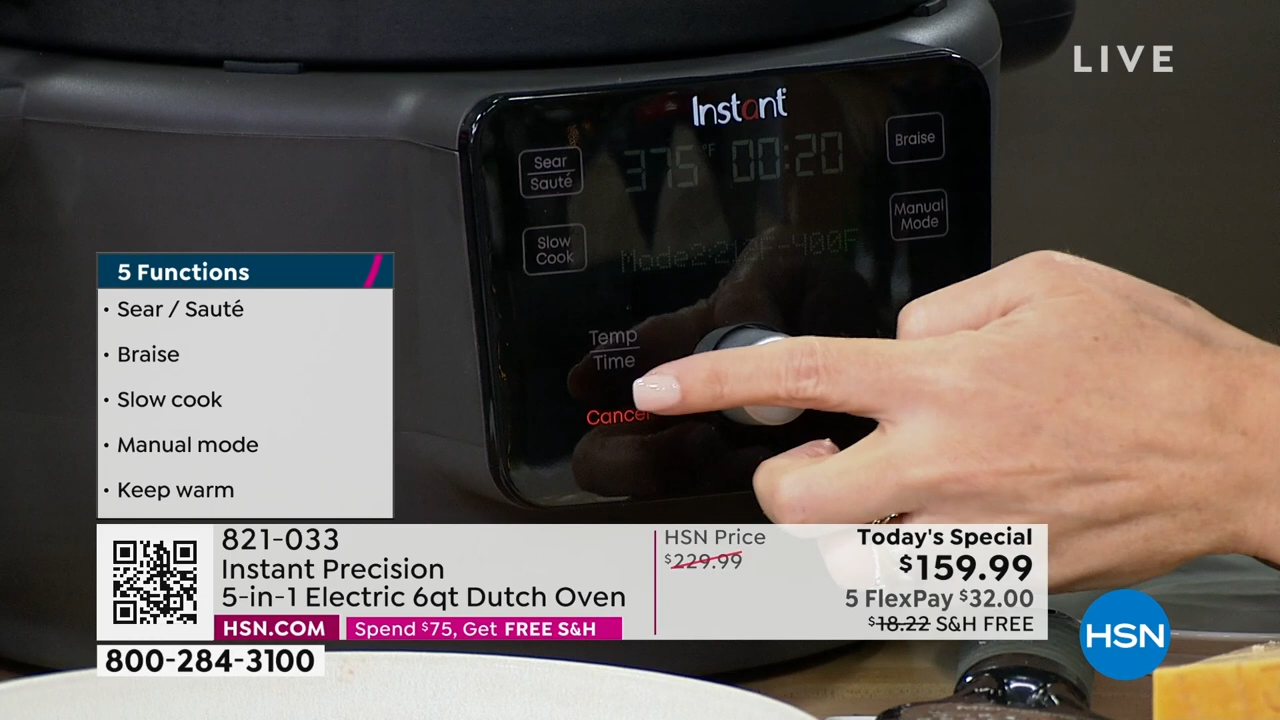 LIVE
Instant
Sear
Sauté
375°F 00:20
Braise
Slow
Cook
Manual
Mode
Mode2:212F-400F
Temp
Time
Cancel
5 Functions
• Sear / Sauté
• Braise
• Slow cook
• Manual mode
• Keep warm
821-033
Instant Precision
5-in-1 Electric 6qt Dutch Oven
HSN.COM
Spend $75, Get FREE S&H
800-284-3100
HSN Price
$229.99
Today's Special
$159.99
5 FlexPay $32.00
$18.22 S&H FREE
HSN